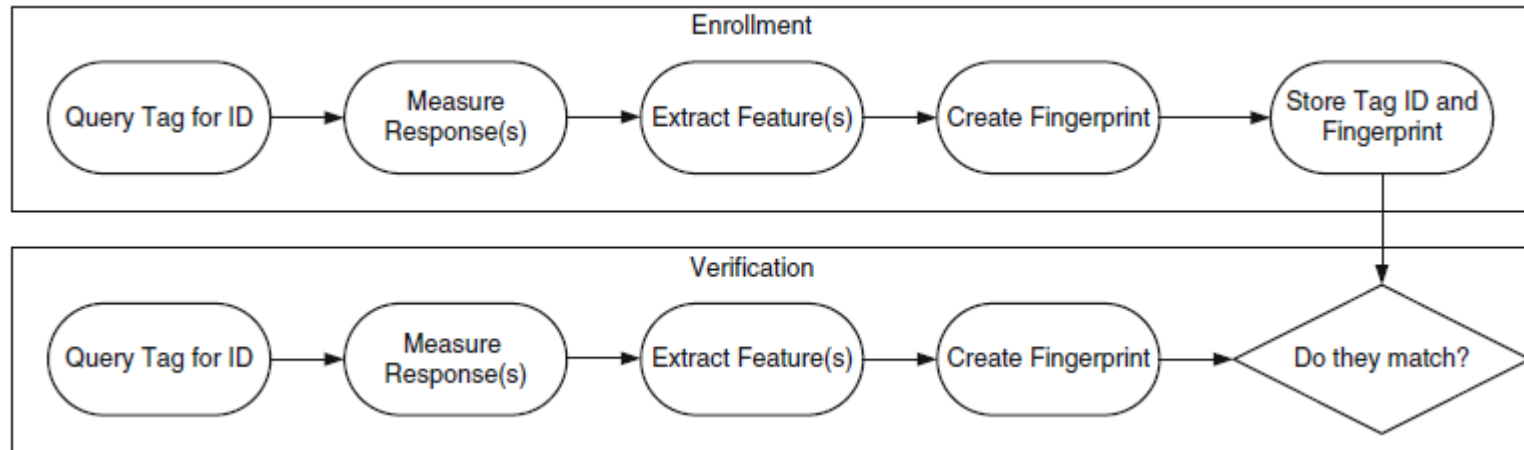 Enrollment
Query Tag for ID
Measure
Response(s)
Extract Feature(s)
Create Fingerprint
Store Tag ID and
Fingerprint
Verification
Query Tag for ID
Measure
Response(s)
Extract Feature(s)
Create Fingerprint
Do they match?